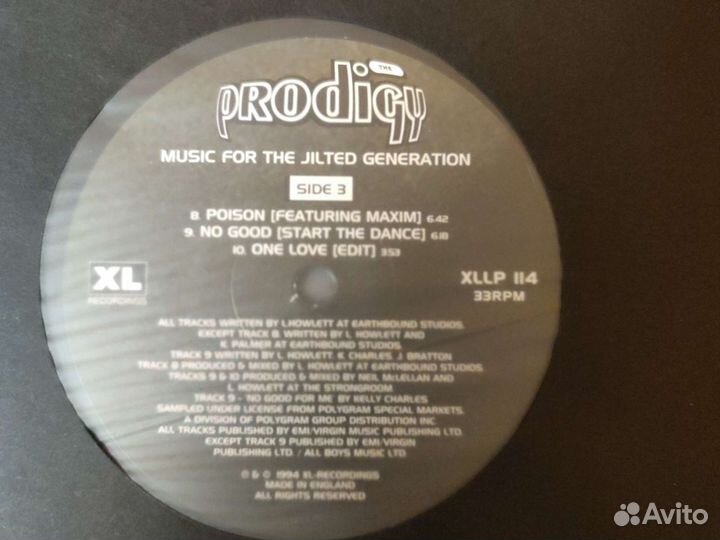 THE
PRODIGY
MUSIC FOR THE JILTED GENERATION
SIDE 3
8. POISON [FEATURING MAXIM] 6.42
9. NO GOOD [START THE DANCE] 6.18
10. ONE LOVE [EDIT] 3.53
XL
RECORDINGS
XLLP 114
33RPM
ALL TRACKS WRITTEN BY L.HOWLETT AT EARTHBOUND STUDIOS.
EXCEPT TRACK 8. WRITTEN BY L. HOWLETT AND
K. PALMER AT EARTHBOUND STUDIOS.
TRACK 9 WRITTEN BY L. HOWLETT. K. CHARLES. J. BRATTON
TRACK 8 PRODUCED & MIXED BY L. HOWLETT AT EARTHBOUND STUDIOS.
TRACKS 9 & 10 PRODUCED & MIXED BY NEIL McLELLAN AND
L. HOWLETT AT THE STRONGROOM
TRACK 9 - 'NO GOOD FOR ME' BY KELLY CHARLES
SAMPLED UNDER LICENSE FROM POLYGRAM SPECIAL MARKETS.
A DIVISION OF POLYGRAM GROUP DISTRIBUTION INC.
ALL TRACKS PUBLISHED BY EMI/VIRGIN MUSIC PUBLISHING LTD.
EXCEPT TRACK 9 PUBLISHED BY EMI/VIRGIN
PUBLISHING LTD. / ALL BOYS MUSIC LTD
℗ & © 1994 XL-RECORDINGS
MADE IN ENGLAND
ALL RIGHTS RESERVED
Avito